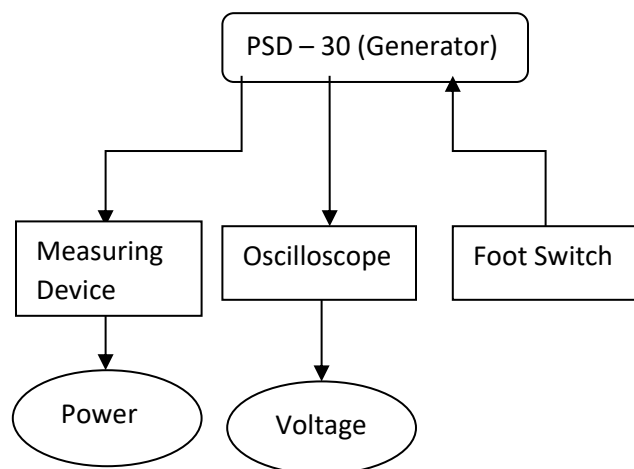 PSD – 30 (Generator)
Measuring
Device
Oscilloscope
Foot Switch
Power
Voltage